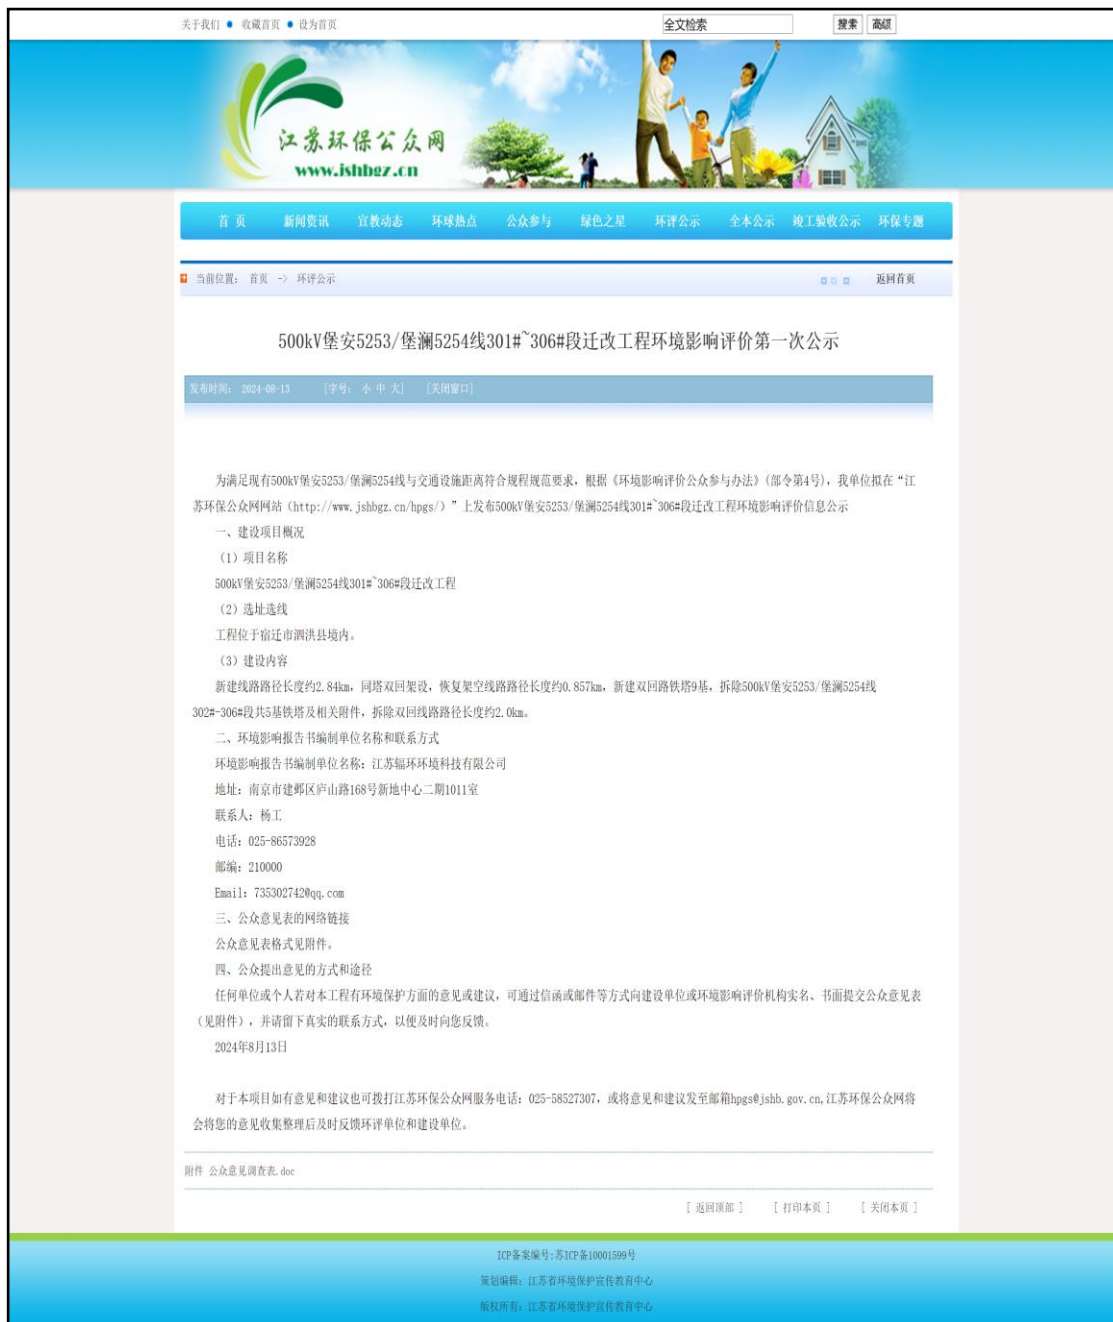 关于我们 ● 收藏首页 ● 设为首页 全文检索 搜索 高级
江苏环保公众网
www.jshbgz.cn
首 页 新闻资讯 宣教动态 环球热点 公众参与 绿色之星 环评公示 全本公示 竣工验收公示 环保专题
当前位置： 首页 -> 环评公示 返回首页
500kV堡安5253/堡澜5254线301#~306#段迁改工程环境影响评价第一次公示
发布时间： 2024-08-13 [字号： 小 中 大] [关闭窗口]
为满足现有500kV堡安5253/堡澜5254线与交通设施距离符合规程规范要求，根据《环境影响评价公众参与办法》（部令第4号），我单位拟在“江
苏环保公众网网站（http://www.jshbgz.cn/hpgs/）”上发布500kV堡安5253/堡澜5254线301#~306#段迁改工程环境影响评价信息公示
一、建设项目概况
（1）项目名称
500kV堡安5253/堡澜5254线301#~306#段迁改工程
（2）选址选线
工程位于宿迁市泗洪县境内。
（3）建设内容
新建线路路径长度约2.84km，同塔双回架设，恢复架空线路路径长度约0.857km，新建双回路铁塔9基，拆除500kV堡安5253/堡澜5254线
302#-306#段共5基铁塔及相关附件，拆除双回线路路径长度约2.0km。
二、环境影响报告书编制单位名称和联系方式
环境影响报告书编制单位名称：江苏辐环环境科技有限公司
地址：南京市建邺区庐山路168号新地中心二期1011室
联系人：杨工
电话：025-86573928
邮编：210000
Email：735302742@qq.com
三、公众意见表的网络链接
公众意见表格式见附件。
四、公众提出意见的方式和途径
任何单位或个人若对本工程有环境保护方面的意见或建议，可通过信函或邮件等方式向建设单位或环境影响评价机构实名、书面提交公众意见表
（见附件），并请留下真实的联系方式，以便及时向您反馈。
2024年8月13日
对于本项目如有意见和建议也可拨打江苏环保公众网服务电话：025-58527307，或将意见和建议发至邮箱hpgs@jshb.gov.cn,江苏环保公众网将
会将您的意见收集整理后及时反馈环评单位和建设单位。
附件 公众意见调查表.doc
[ 返回顶部 ] [ 打印本页 ] [ 关闭本页 ]
ICP备案编号:苏ICP备10001599号
策划编辑：江苏省环境保护宣传教育中心
版权所有：江苏省环境保护宣传教育中心